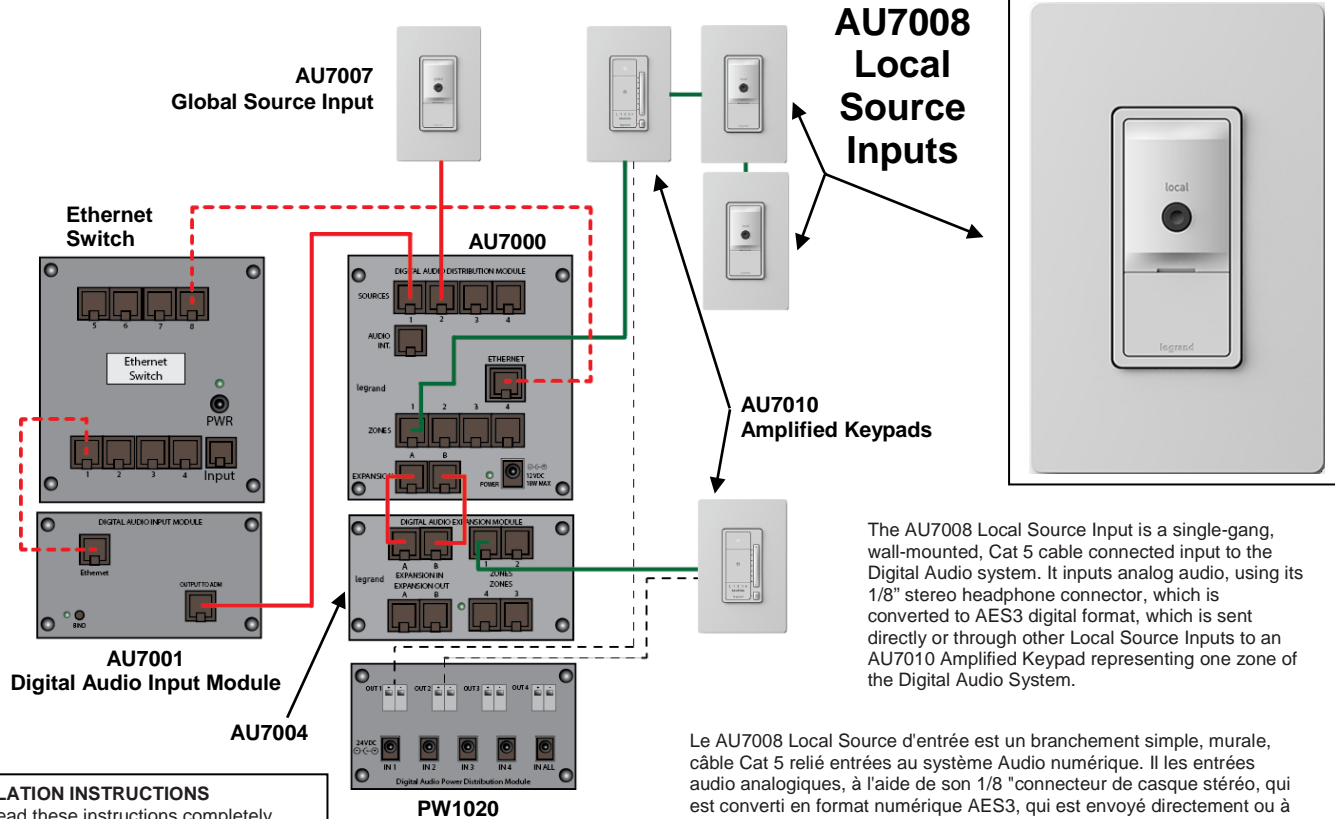 AU7008
Local
Source
Inputs
AU7007
Global Source Input
local
legrand
Ethernet
Switch
AU7000
DIGITAL AUDIO DISTRIBUTION MODULE
SOURCES
1 2 3 4
AUDIO
INT.
ETHERNET
legrand
1 2 3 4
ZONES
A B
EXPANSION
POWER
12VDC
18W MAX
5 6 7 8
Ethernet
Switch
PWR
1 2 3 4 Input
AU7010
Amplified Keypads
DIGITAL AUDIO INPUT MODULE
Ethernet
OUTPUT TO ADM
BIND
AU7001
Digital Audio Input Module
DIGITAL AUDIO EXPANSION MODULE
A B 1 2
legrand
EXPANSION IN ZONES
EXPANSION OUT ZONES
A B 4 3
AU7004
OUT 1 OUT 2 OUT 3 OUT 4
24VDC
IN 1 IN 2 IN 3 IN 4 IN ALL
Digital Audio Power Distribution Module
PW1020
The AU7008 Local Source Input is a single-gang,
wall-mounted, Cat 5 cable connected input to the
Digital Audio system. It inputs analog audio, using its
1/8” stereo headphone connector, which is
converted to AES3 digital format, which is sent
directly or through other Local Source Inputs to an
AU7010 Amplified Keypad representing one zone of
the Digital Audio System.
Le AU7008 Local Source d'entrée est un branchement simple, murale,
câble Cat 5 relié entrées au système Audio numérique. Il les entrées
audio analogiques, à l'aide de son 1/8 "connecteur de casque stéréo, qui
est converti en format numérique AES3, qui est envoyé directement ou à
LATION INSTRUCTIONS
ead these instructions completely